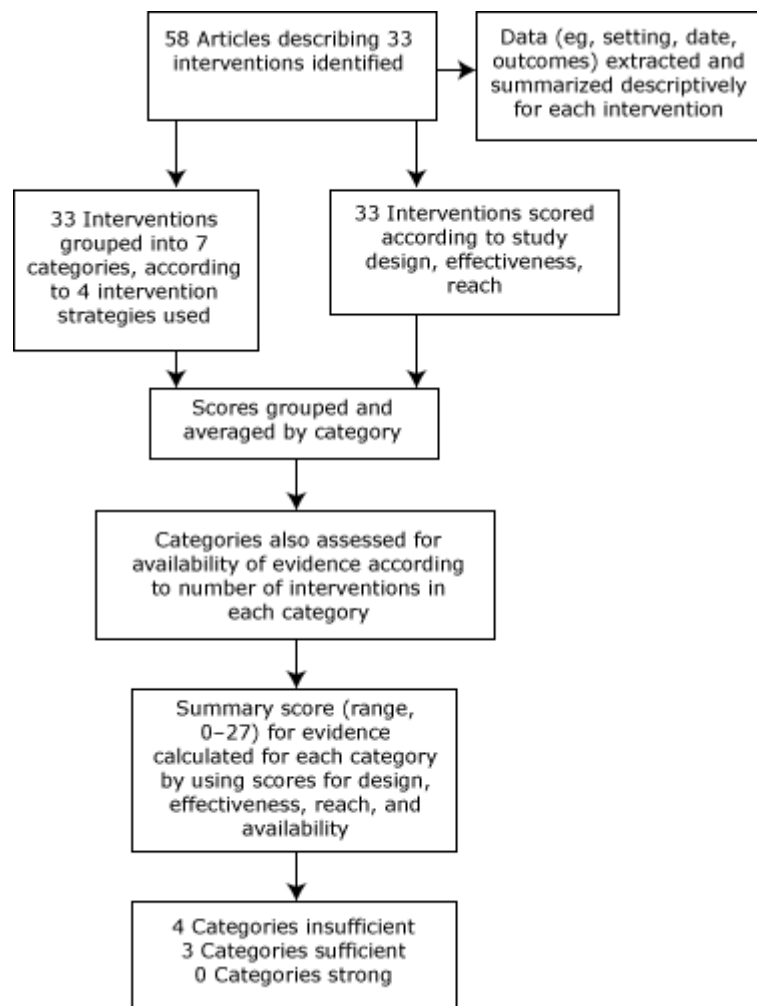 58 Articles describing 33
interventions identified
Data (eg, setting, date,
outcomes) extracted and
summarized descriptively
for each intervention
33 Interventions
grouped into 7
categories, according
to 4 intervention
strategies used
33 Interventions scored
according to study
design, effectiveness,
reach
Scores grouped and
averaged by category
Categories also assessed for
availability of evidence according
to number of interventions in
each category
Summary score (range,
0–27) for evidence
calculated for each category
by using scores for design,
effectiveness, reach, and
availability
4 Categories insufficient
3 Categories sufficient
0 Categories strong